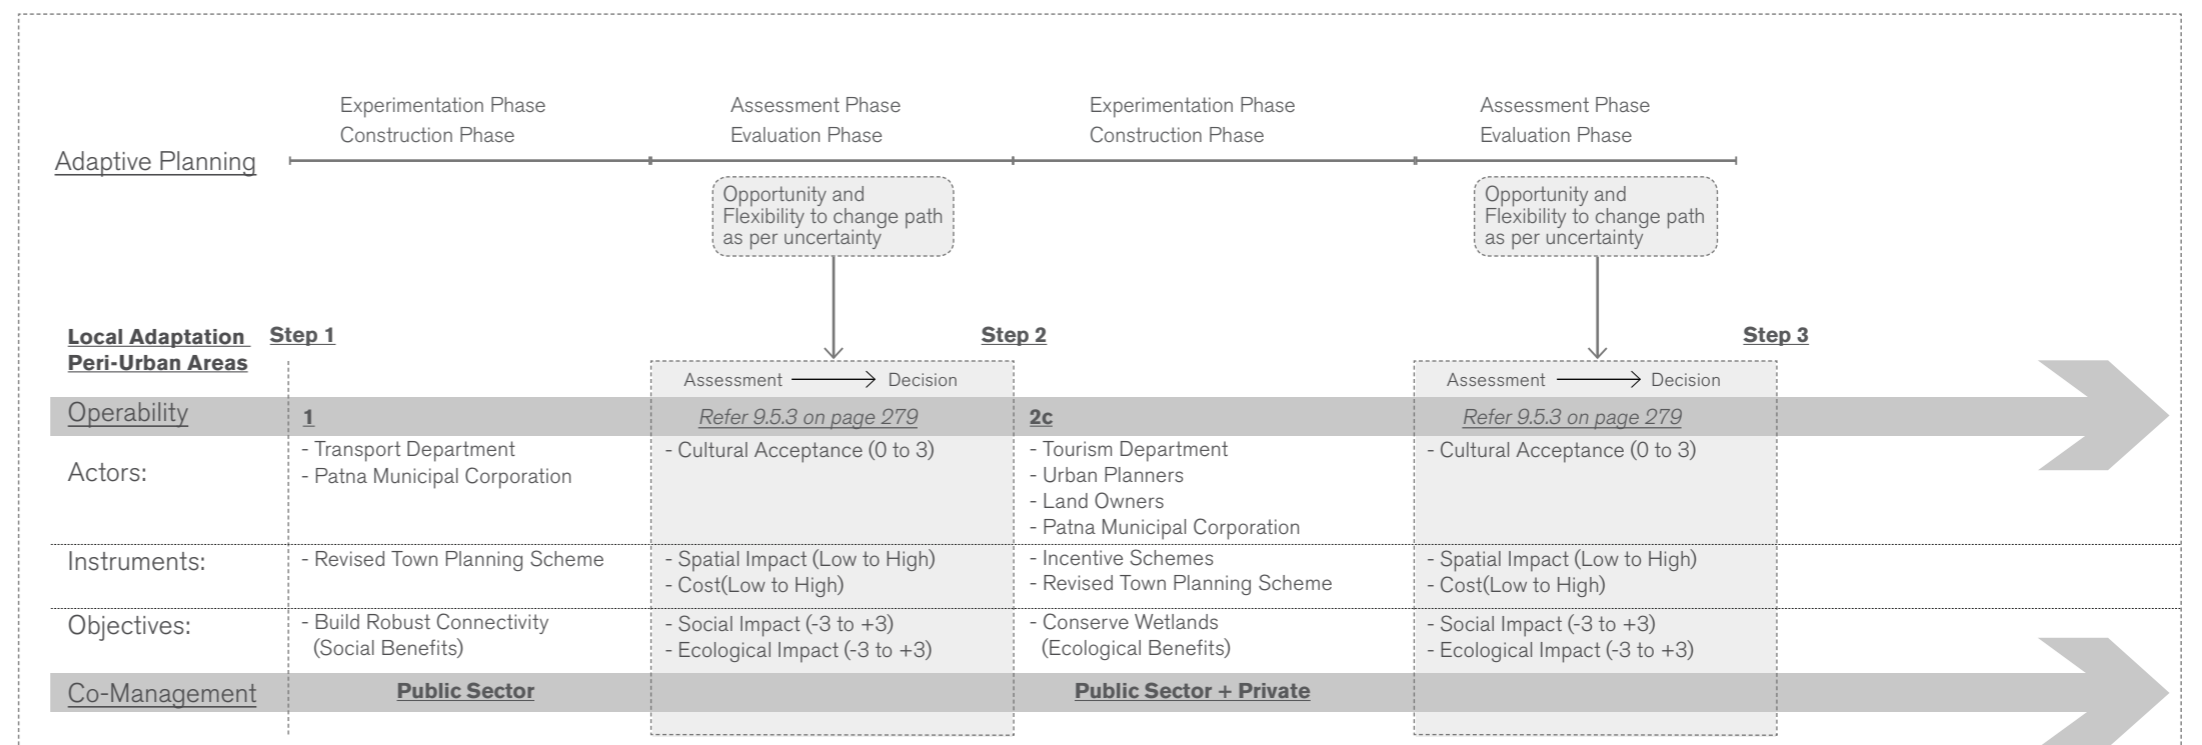 Experimentation Phase
Construction Phase
Assessment Phase
Evaluation Phase
Experimentation Phase
Construction Phase
Assessment Phase
Evaluation Phase
Adaptive Planning
Opportunity and
Flexibility to change path
as per uncertainty
Opportunity and
Flexibility to change path
as per uncertainty
Local Adaptation
Peri-Urban Areas
Step 1
Step 2
Step 3
Assessment Decision
Assessment Decision
Operability
1
Refer 9.5.3 on page 279
2c
Refer 9.5.3 on page 279
Actors:
- Transport Department
- Patna Municipal Corporation
- Cultural Acceptance (0 to 3)
- Tourism Department
- Urban Planners
- Land Owners
- Patna Municipal Corporation
- Cultural Acceptance (0 to 3)
Instruments:
- Revised Town Planning Scheme
- Spatial Impact (Low to High)
- Cost(Low to High)
- Incentive Schemes
- Revised Town Planning Scheme
- Spatial Impact (Low to High)
- Cost(Low to High)
Objectives:
- Build Robust Connectivity
(Social Benefits)
- Social Impact (-3 to +3)
- Ecological Impact (-3 to +3)
- Conserve Wetlands
(Ecological Benefits)
- Social Impact (-3 to +3)
- Ecological Impact (-3 to +3)
Co-Management
Public Sector
Public Sector + Private